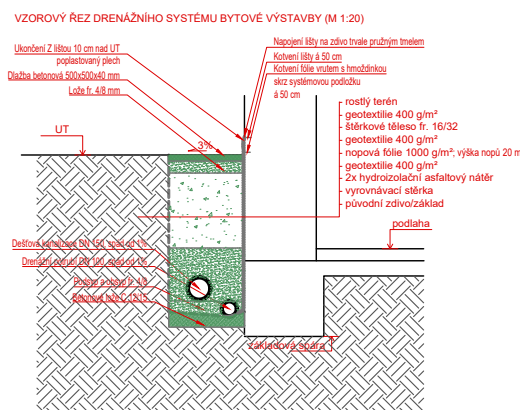 VZOROVÝ ŘEZ DRENÁŽNÍHO SYSTÉMU BYTOVÉ VÝSTAVBY (M 1:20)
Ukončení Z lištou 10 cm nad UT
poplastovaný plech
Dlažba betonová 500x500x40 mm
Lože fr. 4/8 mm
Napojení lišty na zdivo trvale pružným tmelem
Kotvení lišty á 50 cm
Kotvení fólie vrutem s hmoždinkou
skrz systémovou podložku
á 50 cm
rostlý terén
geotextilie 400 g/m²
štěrkové těleso fr. 16/32
geotextilie 400 g/m²
nopová fólie 1000 g/m², výška nopů 20 m
geotextilie 400 g/m²
2x hydroizolační asfaltový nátěr
vyrovnávací stěrka
původní zdivo/základ
UT
3%
podlaha
Dešťová kanalizace DN 150, spád od 1%
Drenážní potrubí DN 100, spád od 1%
Podsyp a obsyp fr. 4/8
Betonové lože C 12/15
základová spára